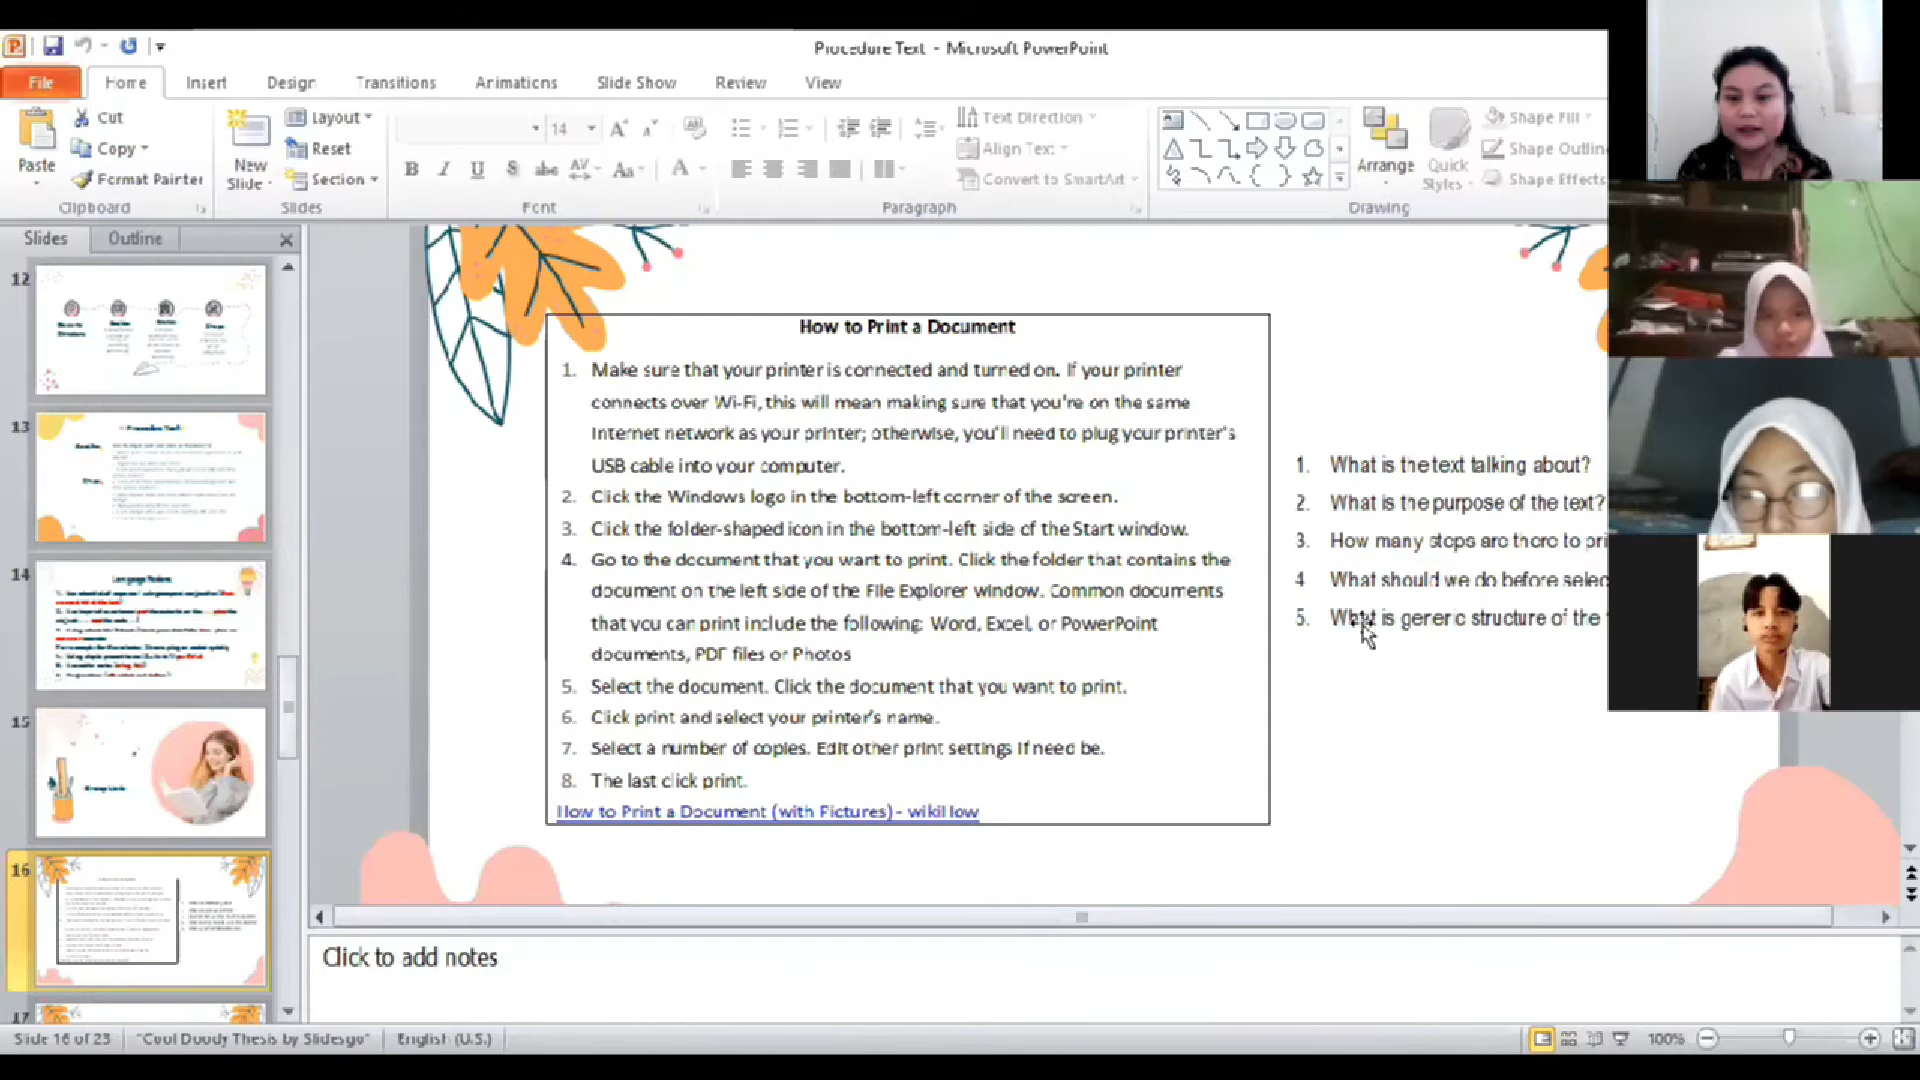 Procedure Text - Microsoft PowerPoint
File Home Insert Design Transitions Animations Slide Show Review View
Paste
Cut
Copy
Format Painter
Clipboard
New
Slide
Layout
Reset
Section
Slides
14
Font
Text Direction
Align Text
Convert to SmartArt
Paragraph
Arrange
Quick
Styles
Shape Fill
Shape Outlin
Shape Effects
Drawing
Slides Outline
12
13
14
15
16
17
How to Print a Document
1. Make sure that your printer is connected and turned on. If your printer
connects over Wi-Fi, this will mean making sure that you're on the same
Internet network as your printer; otherwise, you'll need to plug your printer's
USB cable into your computer.
2. Click the Windows logo in the bottom-left corner of the screen.
3. Click the folder-shaped icon in the bottom-left side of the Start window.
4. Go to the document that you want to print. Click the folder that contains the
document on the left side of the File Explorer window. Common documents
that you can print include the following: Word, Excel, or PowerPoint
documents, PDF files or Photos
5. Select the document. Click the document that you want to print.
6. Click print and select your printer's name.
7. Select a number of copies. Edit other print settings if need be.
8. The last click print.
How to Print a Document (with Pictures) - wikiHow
1. What is the text talking about?
2. What is the purpose of the text?
3. How many steps are there to pri
4 What should we do before selec
5. What is generic structure of the
Click to add notes
Slide 16 of 23 "Cool Doody Thesis by Slidesgo" English (U.S.) 100%